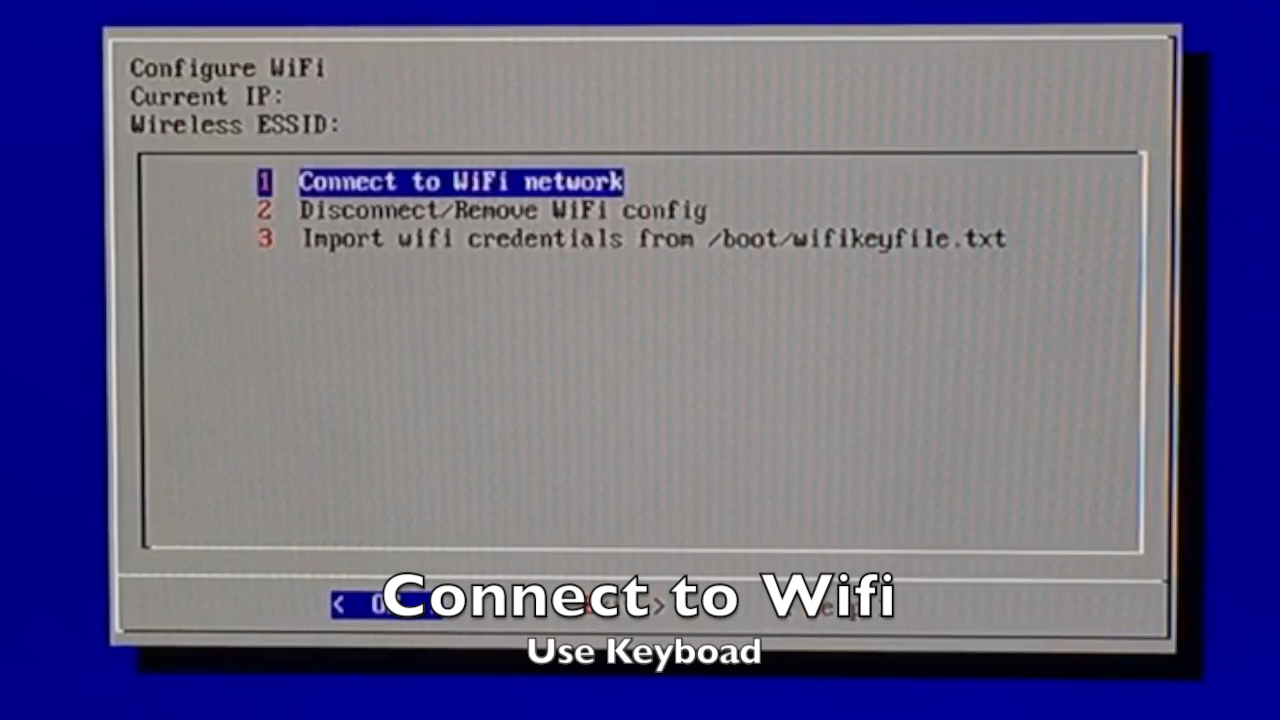 Configure WiFi
Current IP:
Wireless ESSID:
1 Connect to WiFi network
2 Disconnect/Remove WiFi config
3 Import wifi credentials from /boot/wifikeyfile.txt
Connect to Wifi
Use Keyboad